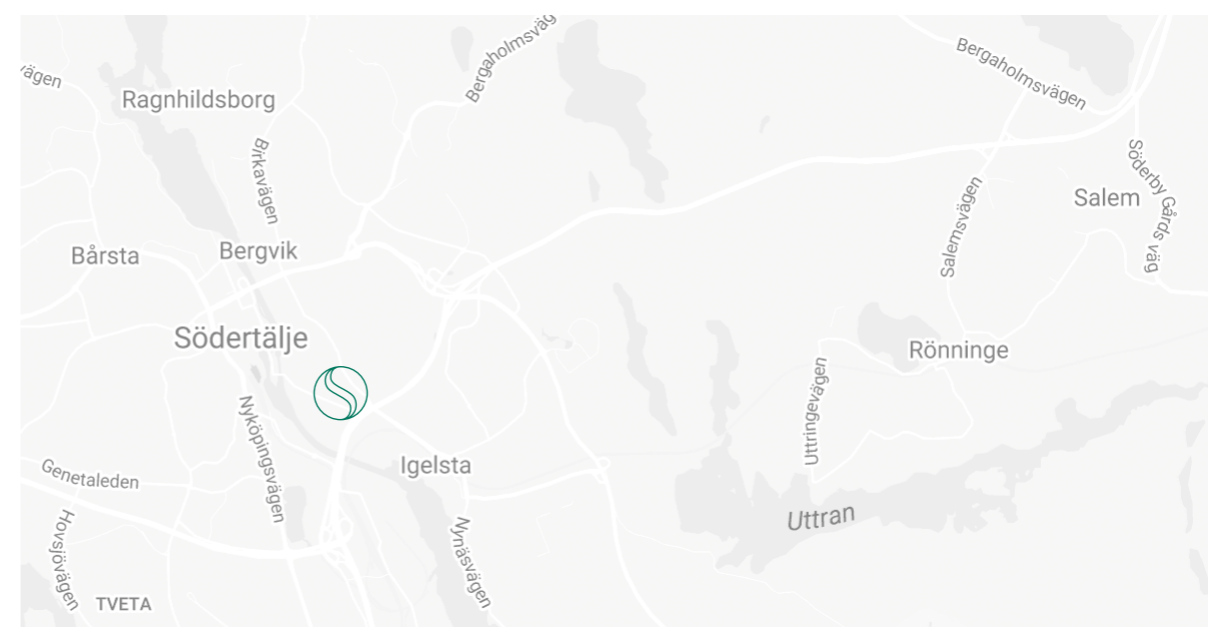 Bergaholmsväg
Bergaholmsvägen
vägen
Ragnhildsborg
Birkavägen
Söderby Gårds väg
Salemsvägen
Salem
Bårsta
Bergvik
Södertälje
Rönninge
Uttringevägen
Nyköpingsvägen
Igelsta
Genetaleden
Uttran
Hovsjövägen
Nynäsvägen
TVETA